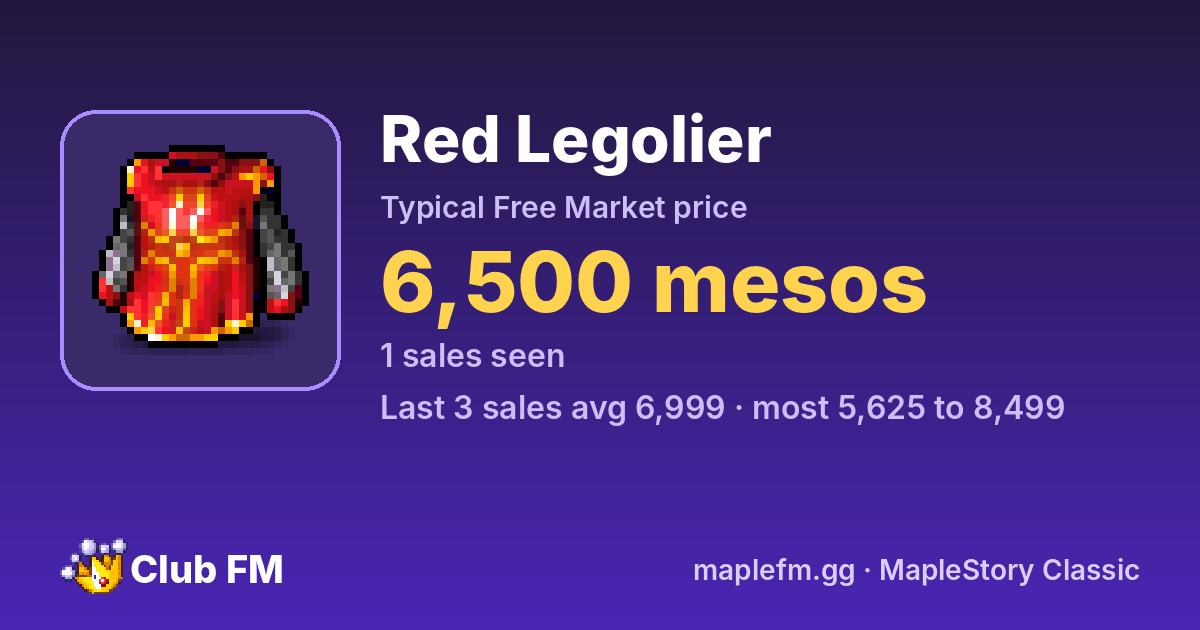 Red Legolier
Typical Free Market price
6,500 mesos
1 sales seen
Last 3 sales avg 6,999 · most 5,625 to 8,499
Club FM
maplefm.gg · MapleStory Classic